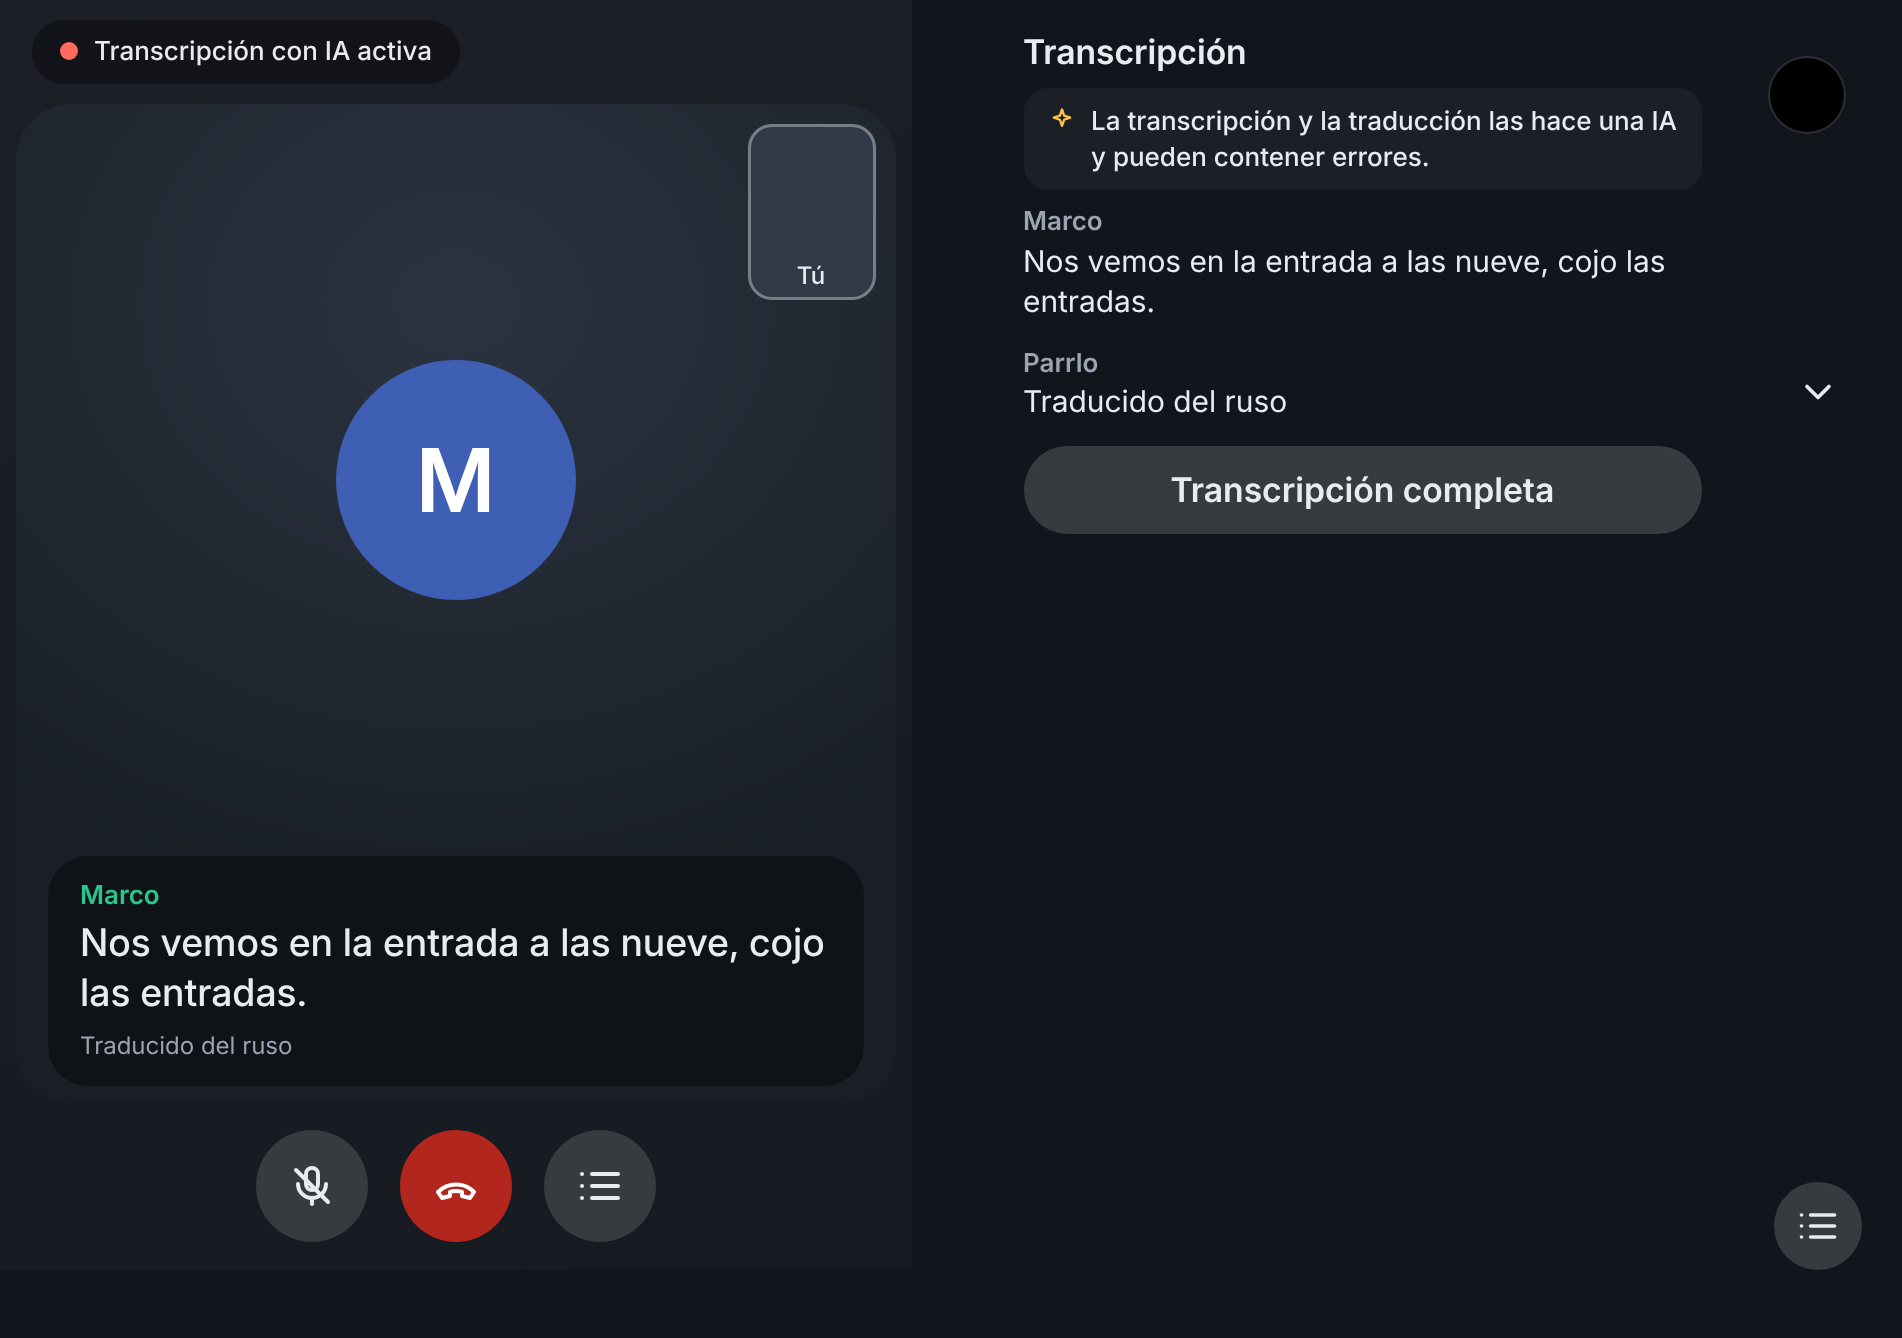 Transcripción con IA activa
Tú
M
Marco
Nos vemos en la entrada a las nueve, cojo
las entradas.
Traducido del ruso
Transcripción
La transcripción y la traducción las hace una IA
y pueden contener errores.
Marco
Nos vemos en la entrada a las nueve, cojo las
entradas.
Parrlo
Traducido del ruso
Transcripción completa